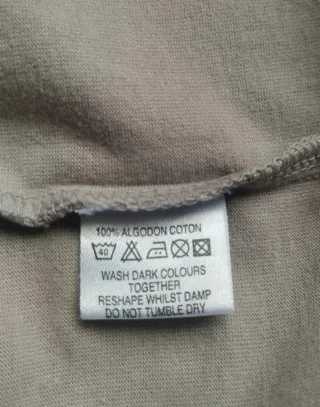 100% ALGODON COTON
40
WASH DARK COLOURS
TOGETHER
RESHAPE WHILST DAMP
DO NOT TUMBLE DRY